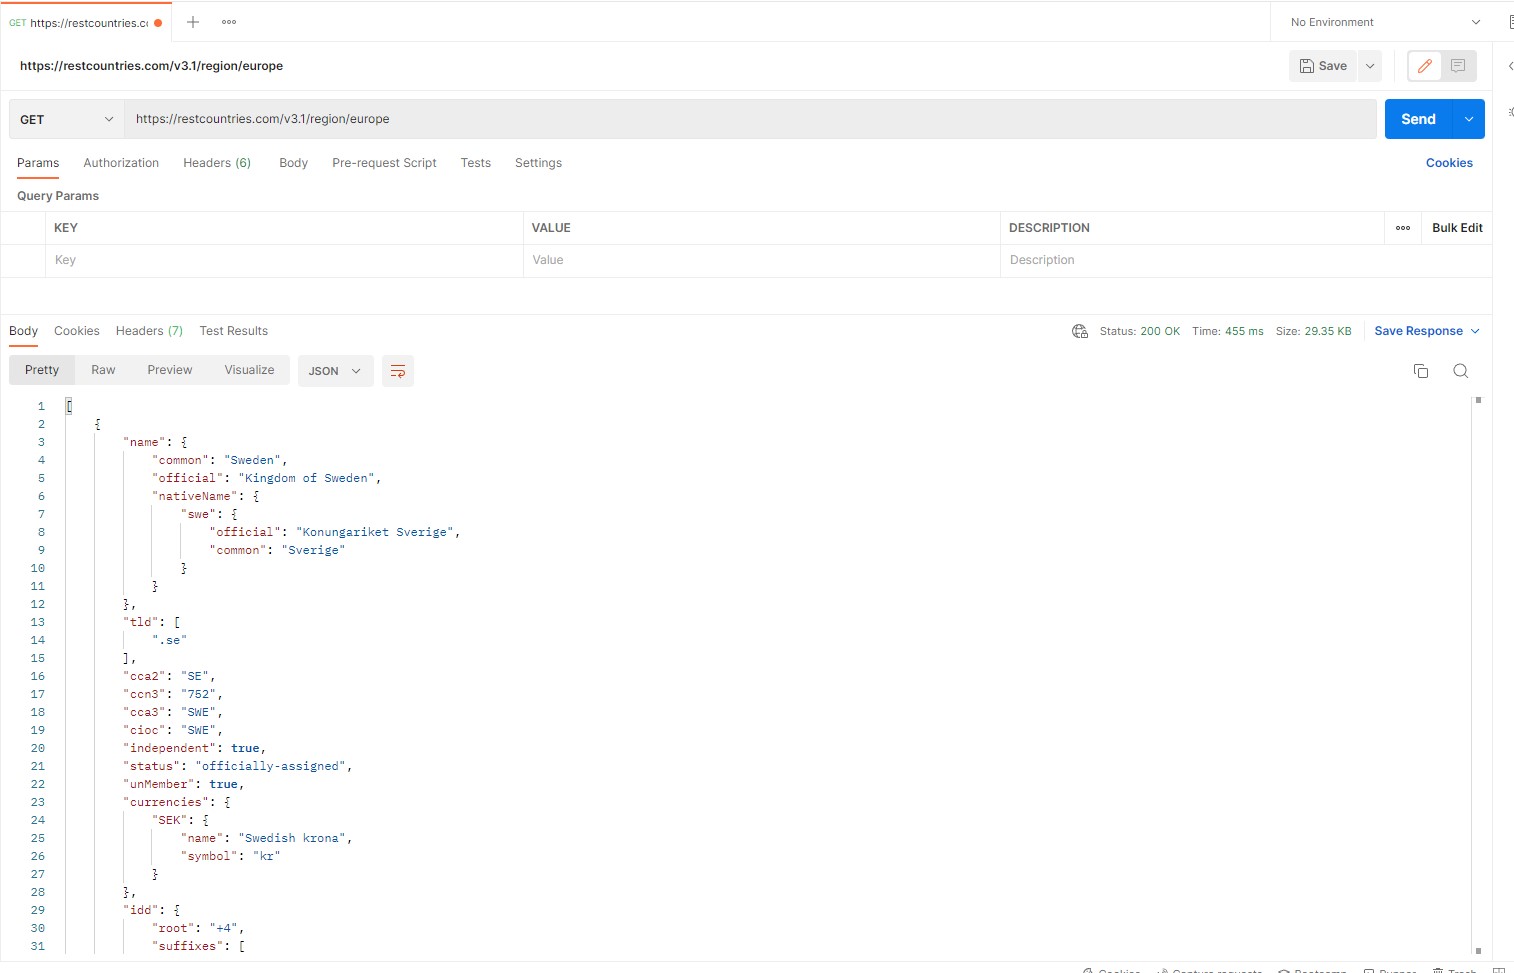 GET https://restcountries.cc
No Environment
https://restcountries.com/v3.1/region/europe
Save
GET https://restcountries.com/v3.1/region/europe
Send
Params Authorization Headers (6) Body Pre-request Script Tests Settings
Cookies
Query Params
KEY VALUE DESCRIPTION Bulk Edit
Key Value Description
Body Cookies Headers (7) Test Results
Status: 200 OK Time: 455 ms Size: 29.35 KB Save Response
Pretty Raw Preview Visualize JSON
1 [
2 {
3 "name": {
4 "common": "Sweden",
5 "official": "Kingdom of Sweden",
6 "nativeName": {
7 "swe": {
8 "official": "Konungariket Sverige",
9 "common": "Sverige"
10 }
11 }
12 },
13 "tld": [
14 ".se"
15 ],
16 "cca2": "SE",
17 "ccn3": "752",
18 "cca3": "SWE",
19 "cioc": "SWE",
20 "independent": true,
21 "status": "officially-assigned",
22 "unMember": true,
23 "currencies": {
24 "SEK": {
25 "name": "Swedish krona",
26 "symbol": "kr"
27 }
28 },
29 "idd": {
30 "root": "+4",
31 "suffixes": [
Cookies Capture requests Bootcamp Runner Trash